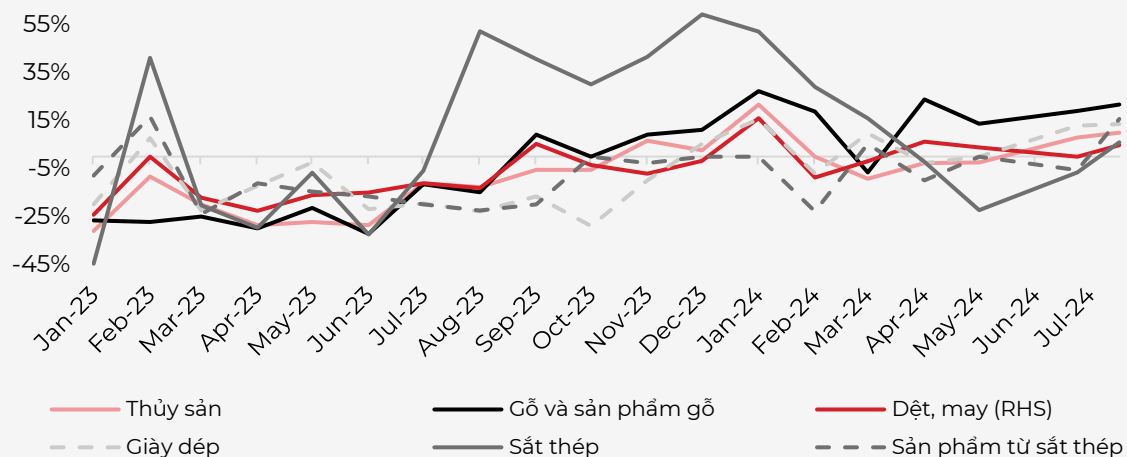 55%
35%
15%
-5%
-25%
-45%
Jan-23
Feb-23
Mar-23
Apr-23
May-23
Jun-23
Jul-23
Aug-23
Sep-23
Oct-23
Nov-23
Dec-23
Jan-24
Feb-24
Mar-24
Apr-24
May-24
Jun-24
Jul-24
Thủy sản Gỗ và sản phẩm gỗ Dệt, may (RHS)
Giày dép Sắt thép Sản phẩm từ sắt thép